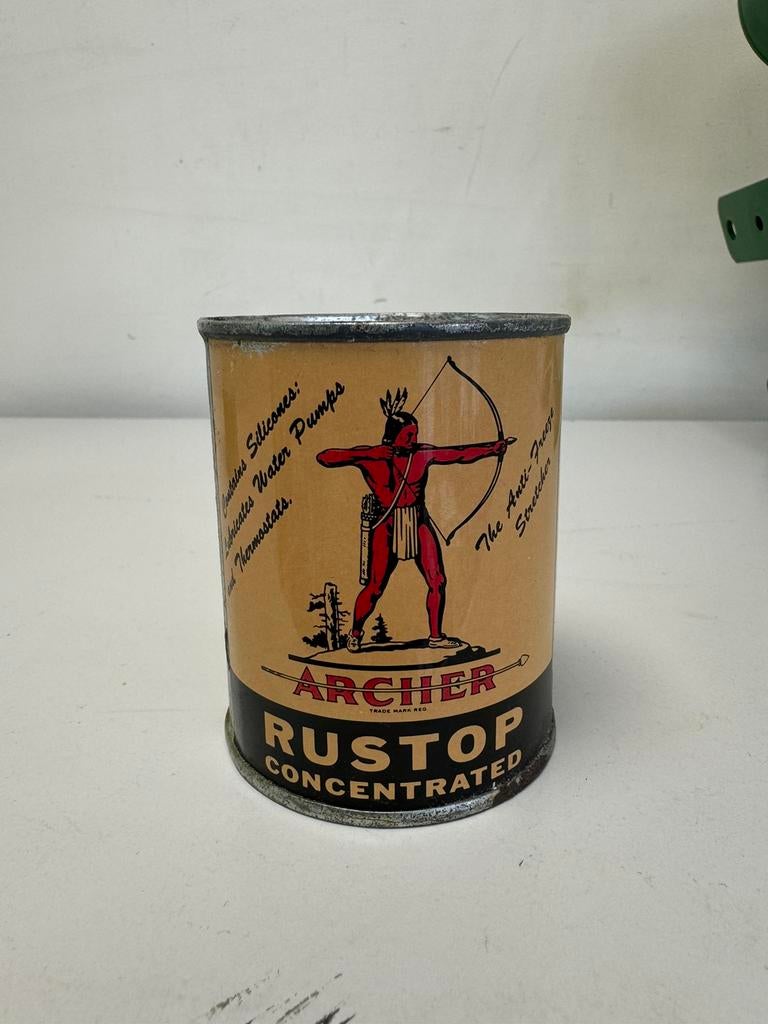 Contains Silicones:
Lubricates Water Pumps
and Thermostats.
The Anti-Freeze
Stretcher
ARCHER
TRADE MARK REG
RUSTOP
CONCENTRATED